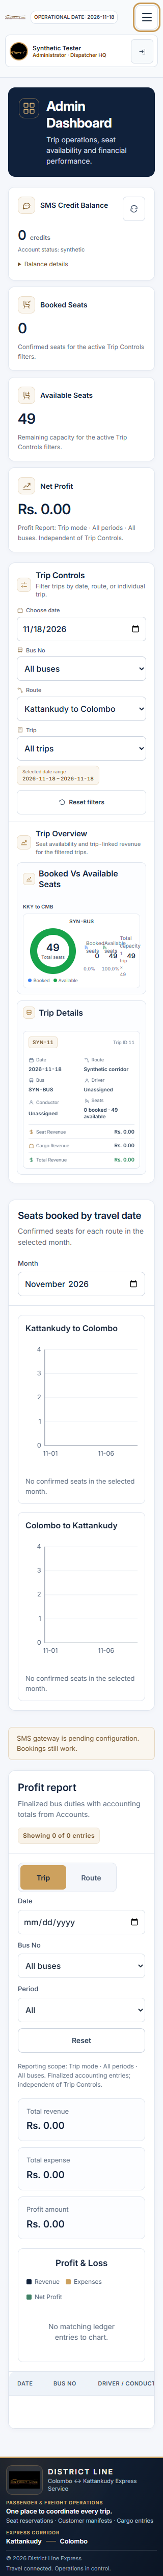 OPERATIONAL DATE: 2026-11-18
Synthetic Tester
Administrator · Dispatcher HQ
Admin
Dashboard
Trip operations, seat
availability and financial
performance.
SMS Credit Balance
0 credits
Account status: synthetic
Balance details
Booked Seats
0
Confirmed seats for the active Trip Controls
filters.
Available Seats
49
Remaining capacity for the active Trip
Controls filters.
Net Profit
Rs. 0.00
Profit Report: Trip mode · All periods · All
buses. Independent of Trip Controls.
Trip Controls
Filter trips by date, route, or individual
trip.
Choose date
11/18/2026
Bus No
All buses
Route
Kattankudy to Colombo
Trip
All trips
Selected date range
2026-11-18 – 2026-11-18
Reset filters
Trip Overview
Seat availability and trip-linked revenue
for the filtered trips.
Booked Vs Available
Seats
KKY to CMB
SYN-BUS
49
Total seats
Booked
Available
Booked seats
0
0.0%
Available seats
49
100.0%
Total capacity
49
1 trip × 49
Trip Details
SYN-11
Trip ID 11
Date
2026-11-18
Route
Synthetic corridor
Bus
SYN-BUS
Driver
Unassigned
Conductor
Unassigned
Seats
0 booked · 49
available
Seat Revenue
Rs. 0.00
Cargo Revenue
Rs. 0.00
Total Revenue
Rs. 0.00
Seats booked by travel date
Confirmed seats for each route in the
selected month.
Month
November 2026
Kattankudy to Colombo
4
3
2
1
0
11-01
11-06
No confirmed seats in the selected
month.
Colombo to Kattankudy
4
3
2
1
0
11-01
11-06
No confirmed seats in the selected
month.
SMS gateway is pending configuration.
Bookings still work.
Profit report
Finalized bus duties with accounting
totals from Accounts.
Showing 0 of 0 entries
Trip
Route
Date
mm/dd/yyyy
Bus No
All buses
Period
All
Reset
Reporting scope: Trip mode · All periods ·
All buses. Finalized accounting entries;
independent of Trip Controls.
Total revenue
Rs. 0.00
Total expense
Rs. 0.00
Profit amount
Rs. 0.00
Profit & Loss
Revenue
Expenses
Net Profit
No matching ledger
entries to chart.
DATE
BUS NO
DRIVER / CONDUCT
DISTRICT LINE
Colombo ↔ Kattankudy Express
Service
PASSENGER & FREIGHT OPERATIONS
One place to coordinate every trip.
Seat reservations · Customer manifests · Cargo entries
EXPRESS CORRIDOR
Kattankudy — Colombo
© 2026 District Line Express
Travel connected. Operations in control.